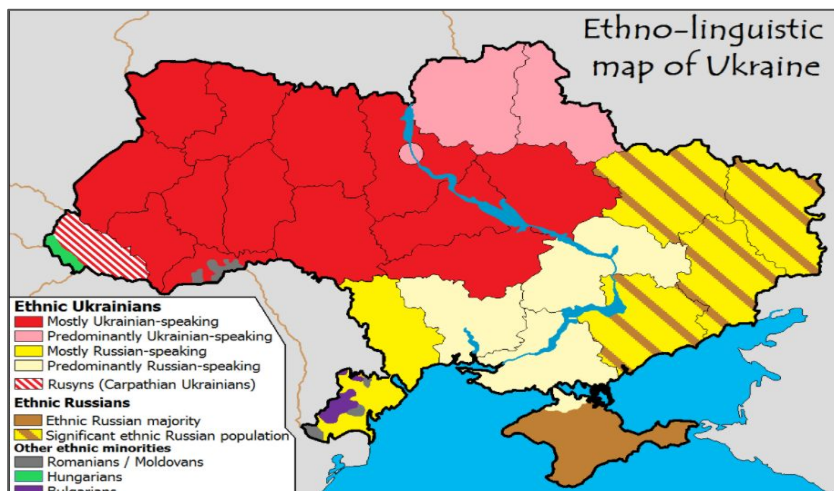 Ethno-linguistic
map of Ukraine
Ethnic Ukrainians
Mostly Ukrainian-speaking
Predominantly Ukrainian-speaking
Mostly Russian-speaking
Predominantly Russian-speaking
Rusyns (Carpathian Ukrainians)
Ethnic Russians
Ethnic Russian majority
Significant ethnic Russian population
Other ethnic minorities
Romanians / Moldovans
Hungarians
Bulgarians